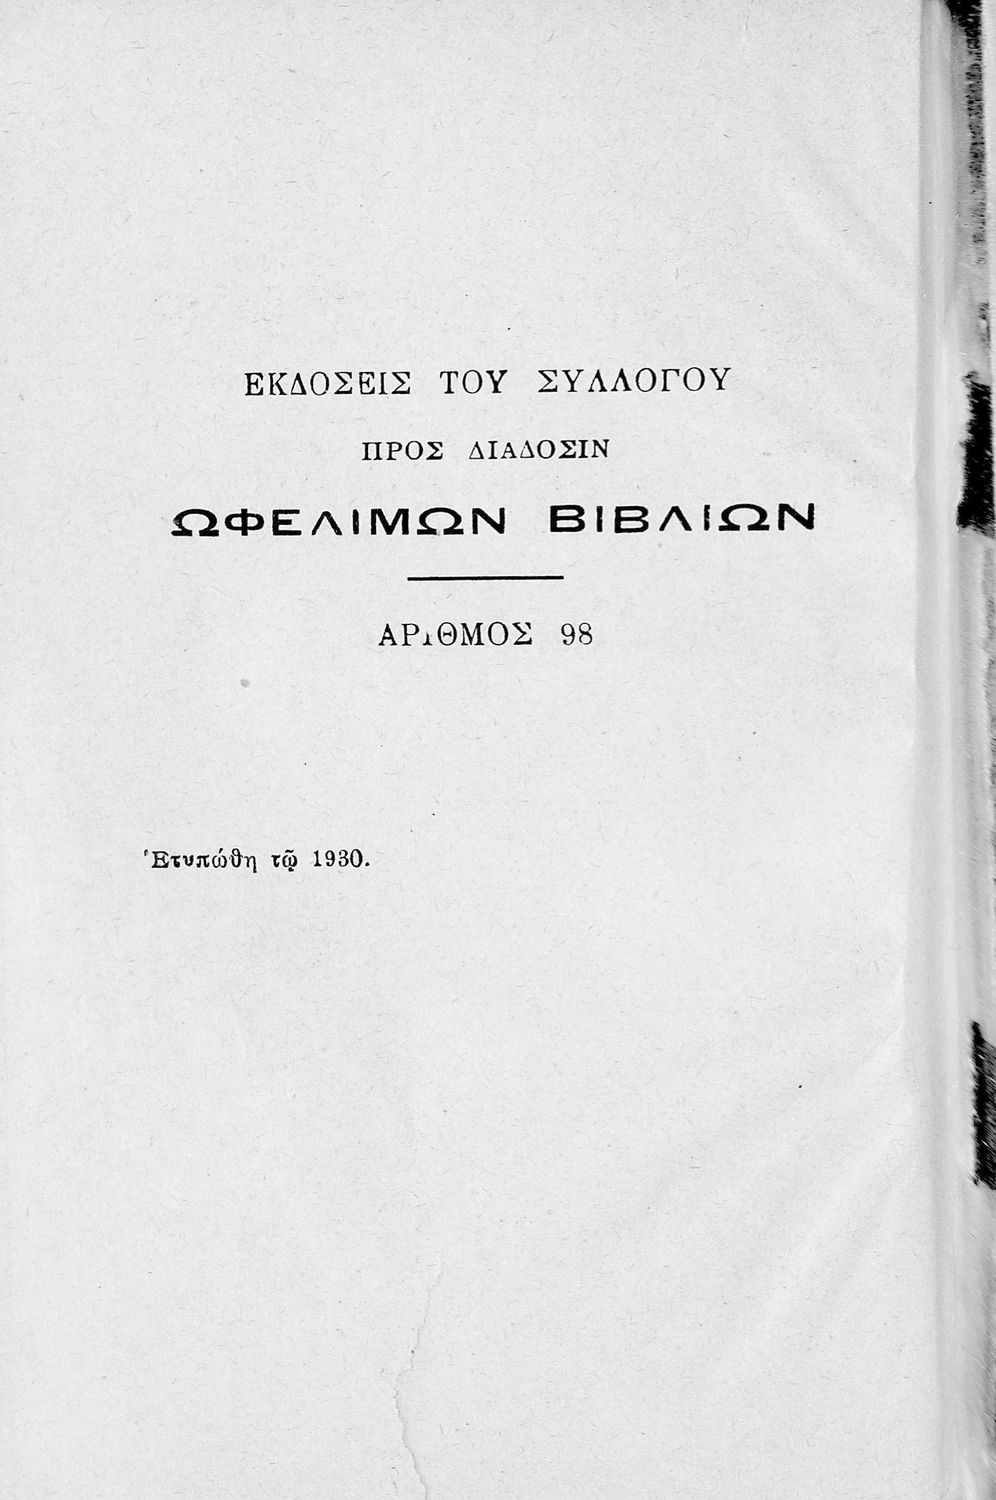 ΕΚΔΟΣΕΙΣ ΤΟΥ ΣΥΛΛΟΓΟΥ
ΠΡΟΣ ΔΙΑΔΟΣΙΝ
ΩΦΕΛΙΜΩΝ ΒΙΒΛΙΩΝ
ΑΡΙΘΜΟΣ 98
Ἐτυπώθη τῷ 1930.